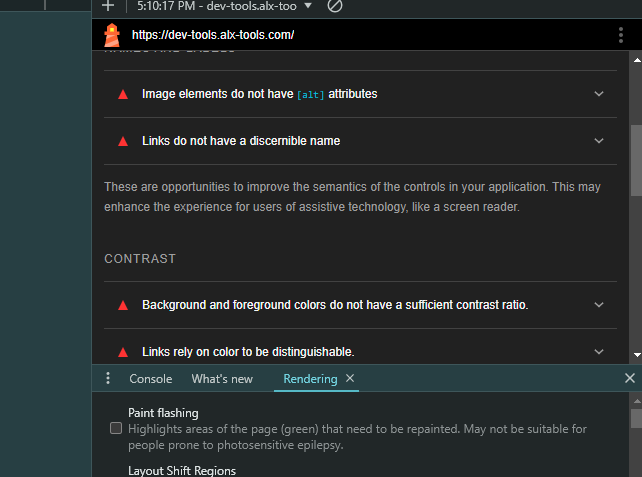 5:10:17 PM - dev-tools.alx-too
https://dev-tools.alx-tools.com/
NAMES AND LABELS
Image elements do not have [alt] attributes
Links do not have a discernible name
These are opportunities to improve the semantics of the controls in your application. This may
enhance the experience for users of assistive technology, like a screen reader.
CONTRAST
Background and foreground colors do not have a sufficient contrast ratio.
Links rely on color to be distinguishable.
Console What's new Rendering
Paint flashing
Highlights areas of the page (green) that need to be repainted. May not be suitable for
people prone to photosensitive epilepsy.
Layout Shift Regions